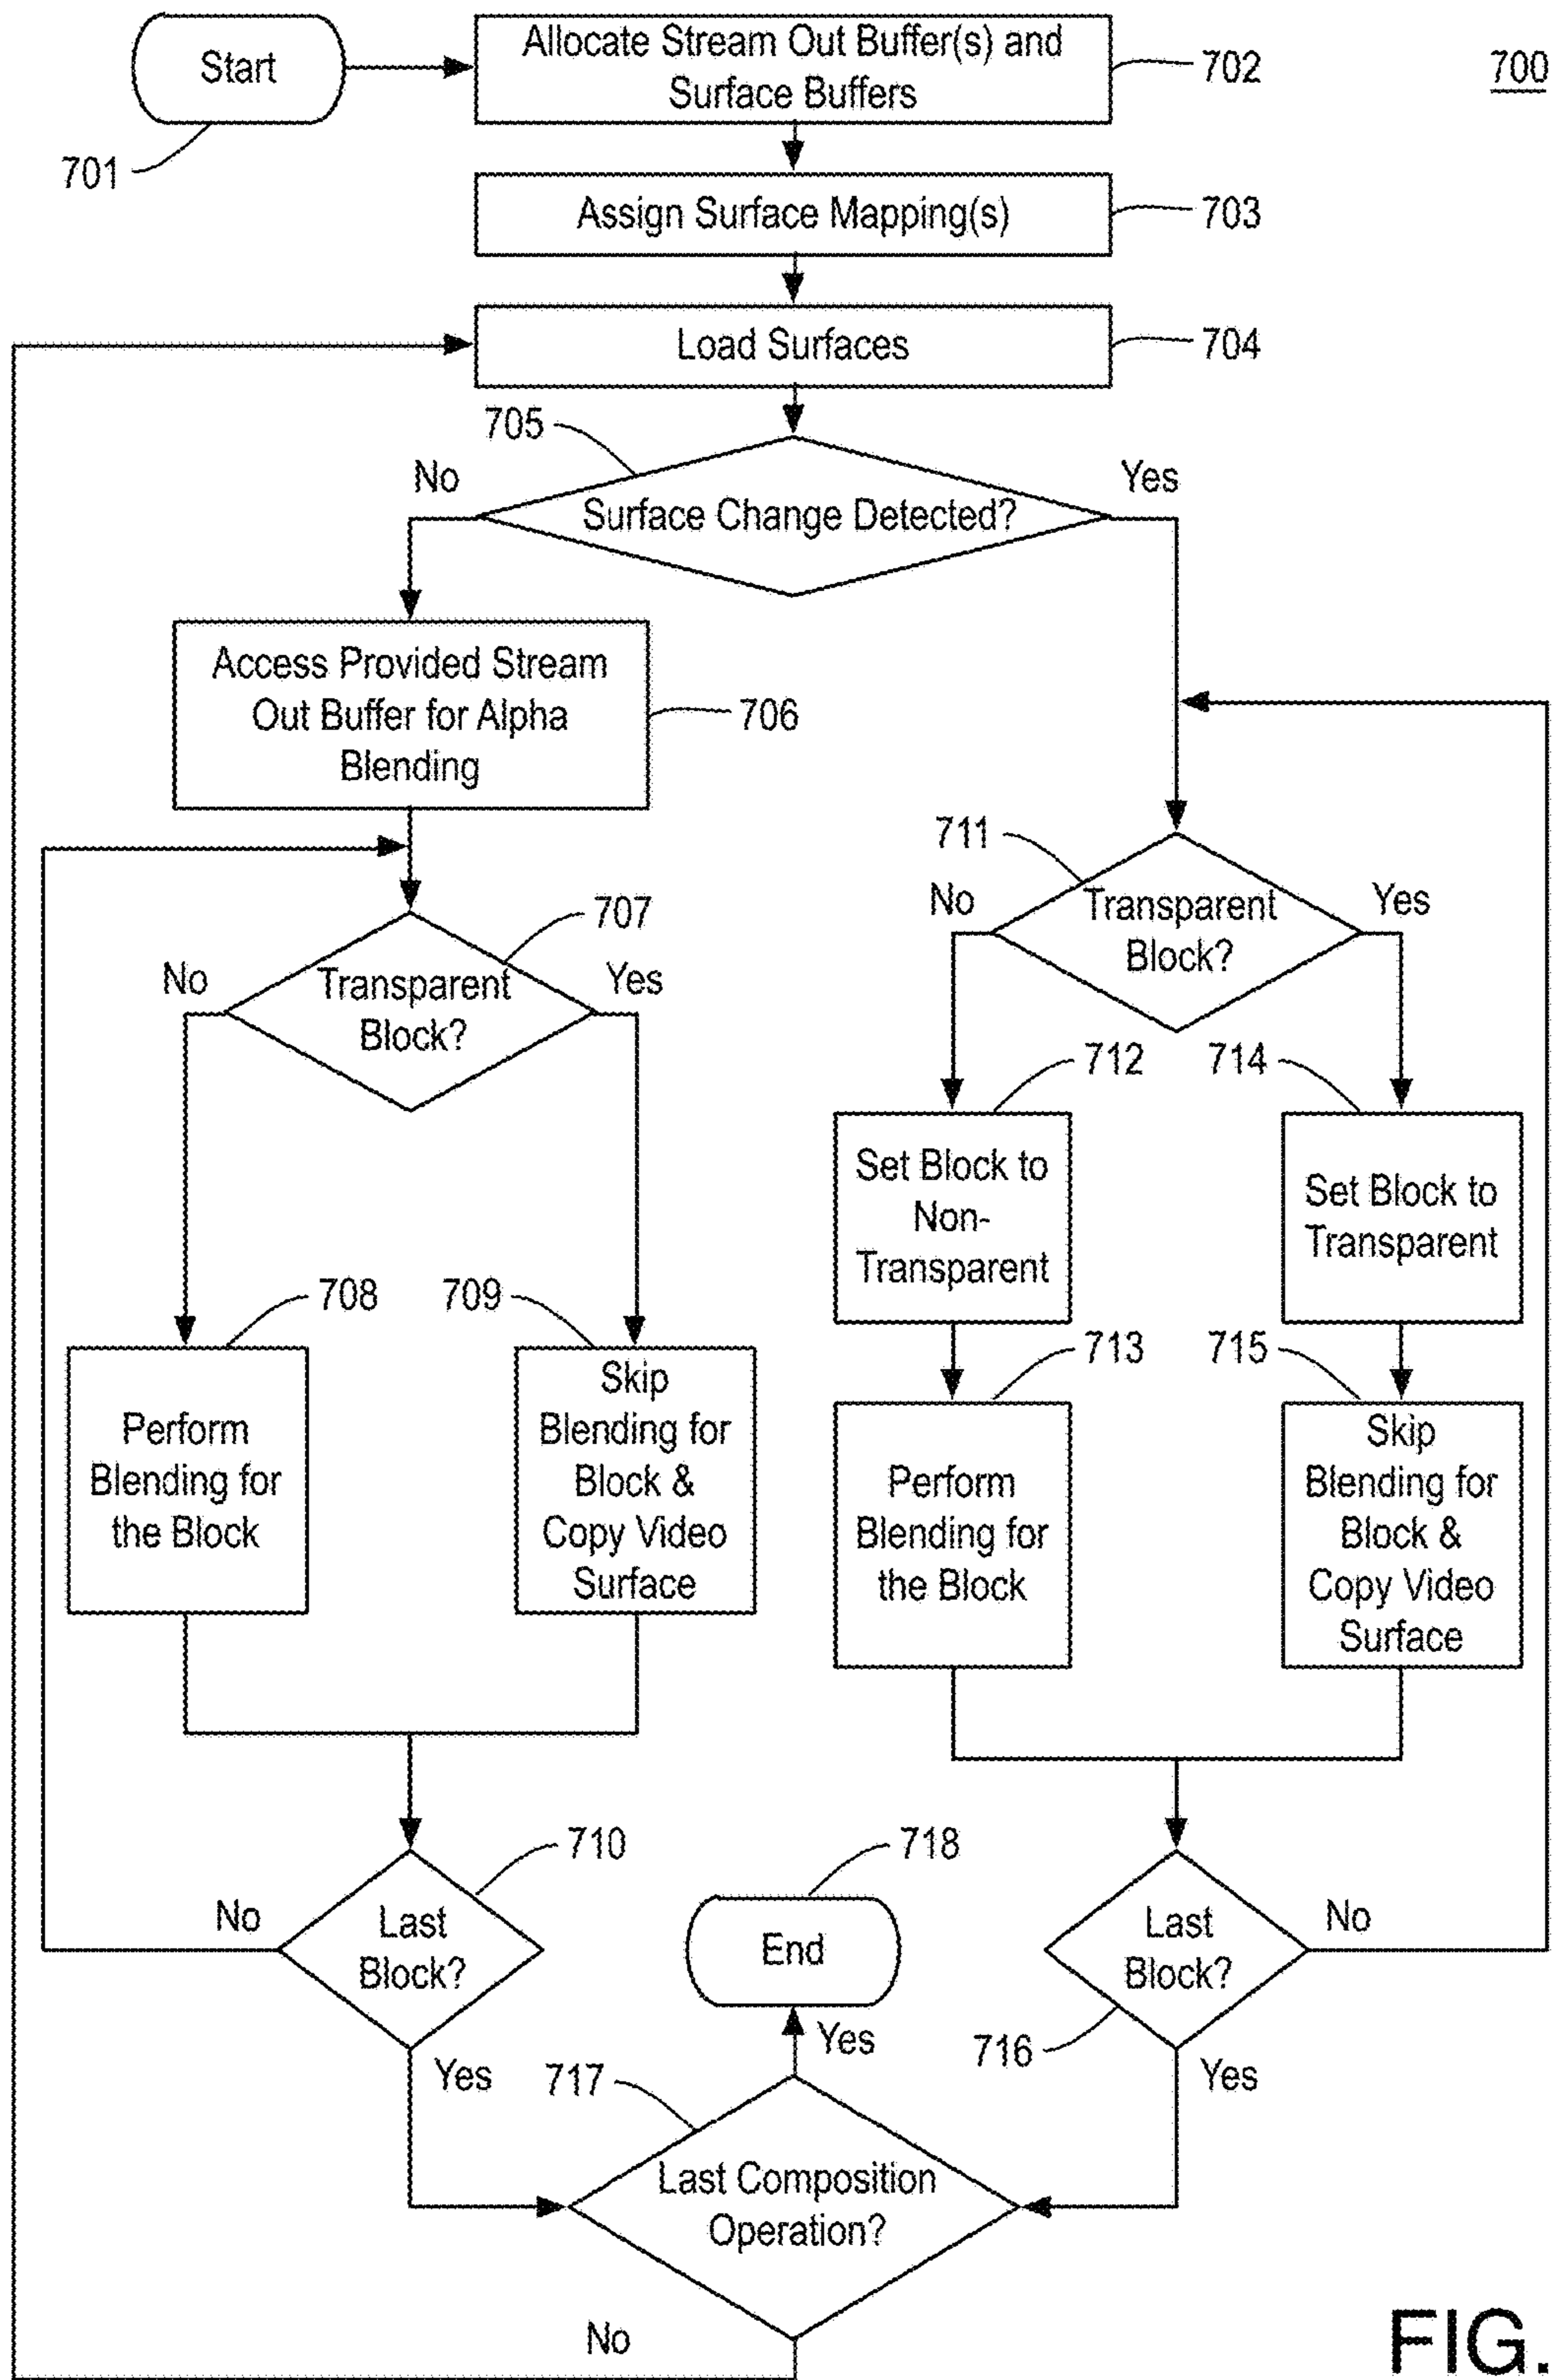 Start
Allocate Stream Out Buffer(s) and
Surface Buffers
702
700
701
Assign Surface Mapping(s)
703
Load Surfaces
704
705
No
Yes
Surface Change Detected?
Access Provided Stream
Out Buffer for Alpha
Blending
706
711
No
Yes
Transparent
Block?
707
No
Yes
Transparent
Block?
712
714
Set Block to
Non-
Transparent
Set Block to
Transparent
708
709
713
715
Perform
Blending for
the Block
Skip
Blending for
Block &
Copy Video
Surface
Perform
Blending for
the Block
Skip
Blending for
Block &
Copy Video
Surface
710
718
No
Last
Block?
End
Last
Block?
No
Yes
717
Yes
716
Yes
Last Composition
Operation?
No
FIG.